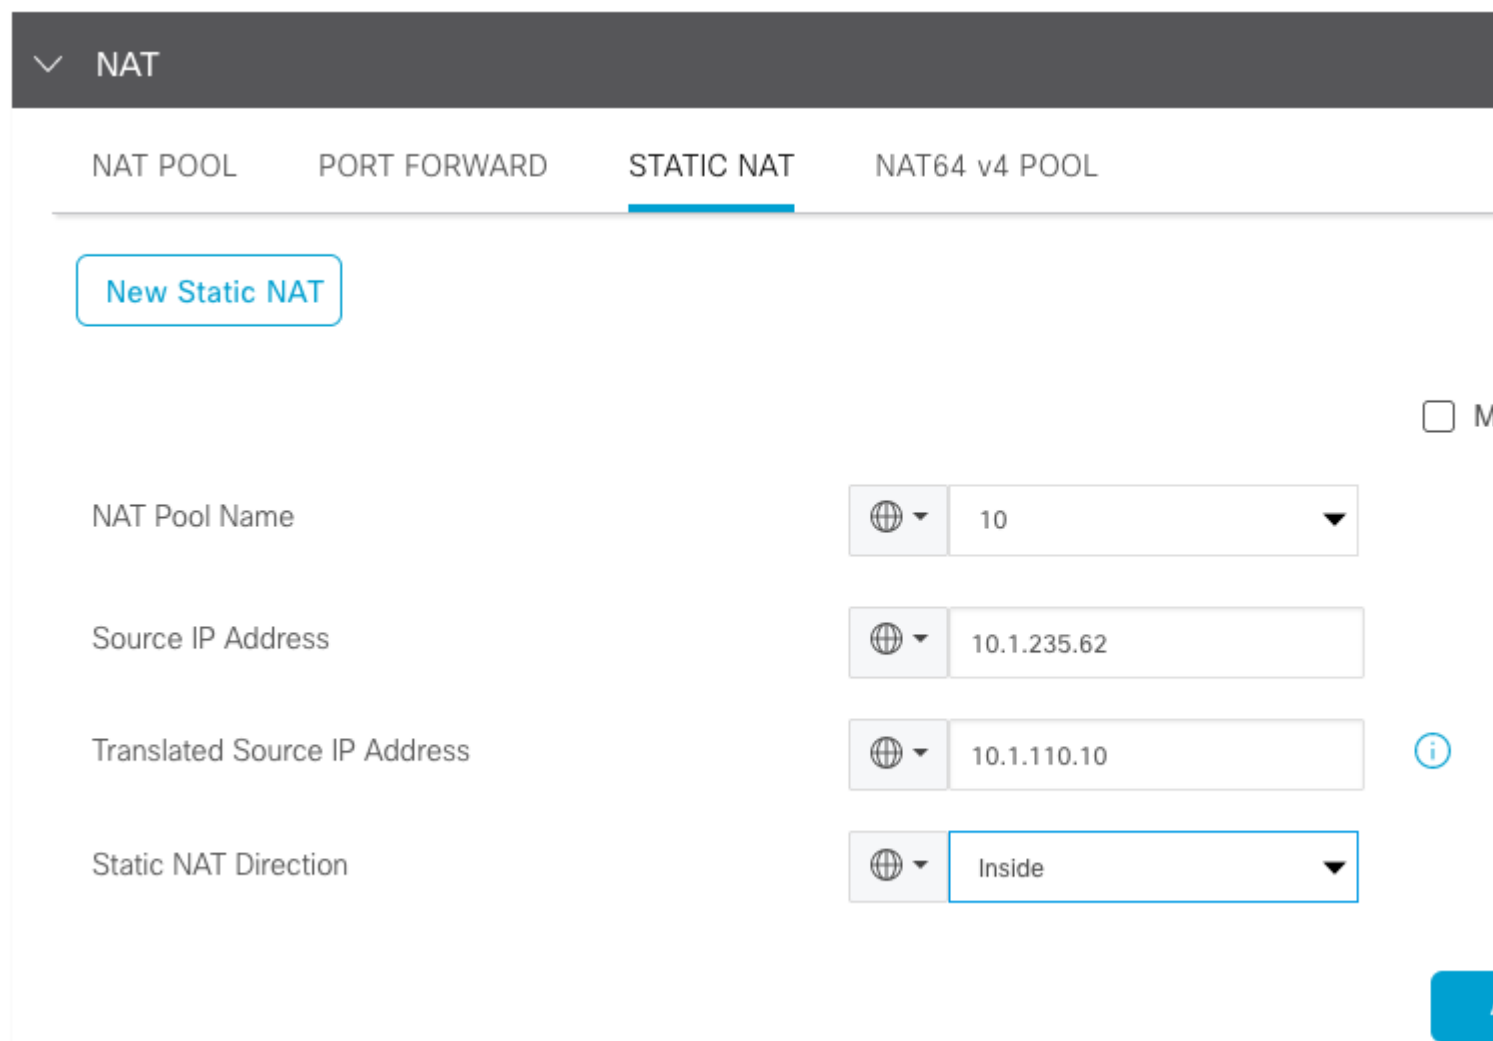 NAT
NAT POOL PORT FORWARD STATIC NAT NAT64 v4 POOL
New Static NAT
NAT Pool Name 10
Source IP Address 10.1.235.62
Translated Source IP Address 10.1.110.10
Static NAT Direction Inside